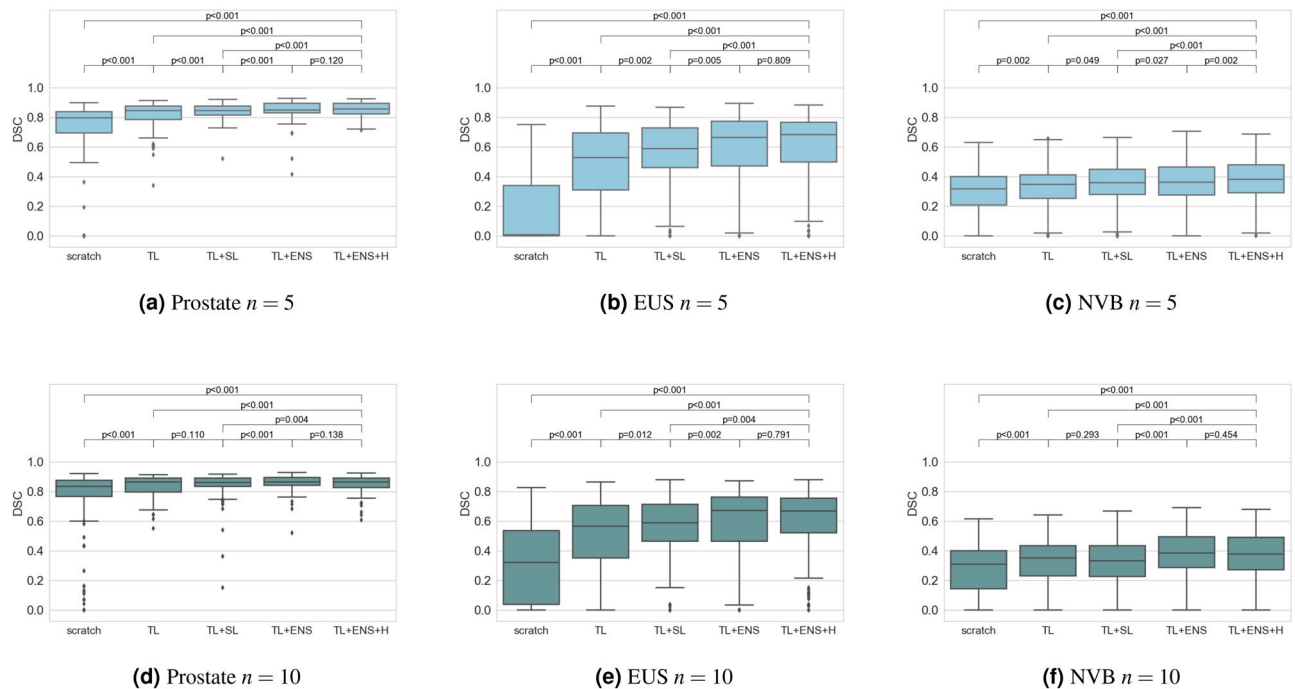 p<0.001 p<0.001 p<0.001
p<0.001 p<0.001 p<0.001
p<0.001 p<0.001 p<0.001
p<0.001 p<0.001 p<0.001 p=0.120 p<0.001 p=0.002 p=0.005 p=0.809 p=0.002 p=0.049 p=0.027 p=0.002
1.0 1.0 1.0
0.8 0.8 0.8
DSC DSC DSC
0.6 0.6 0.6
0.4 0.4 0.4
0.2 0.2 0.2
0.0 0.0 0.0
scratch TL TL+SL TL+ENS TL+ENS+H scratch TL TL+SL TL+ENS TL+ENS+H scratch TL TL+SL TL+ENS TL+ENS+H
(a) Prostate n = 5 (b) EUS n = 5 (c) NVB n = 5
p<0.001 p<0.001 p<0.001
p<0.001 p<0.001 p<0.001
p=0.004 p=0.004 p<0.001
p<0.001 p=0.110 p<0.001 p=0.138 p<0.001 p=0.012 p=0.002 p=0.791 p<0.001 p=0.293 p<0.001 p=0.454
1.0 1.0 1.0
0.8 0.8 0.8
DSC DSC DSC
0.6 0.6 0.6
0.4 0.4 0.4
0.2 0.2 0.2
0.0 0.0 0.0
scratch TL TL+SL TL+ENS TL+ENS+H scratch TL TL+SL TL+ENS TL+ENS+H scratch TL TL+SL TL+ENS TL+ENS+H
(d) Prostate n = 10 (e) EUS n = 10 (f) NVB n = 10